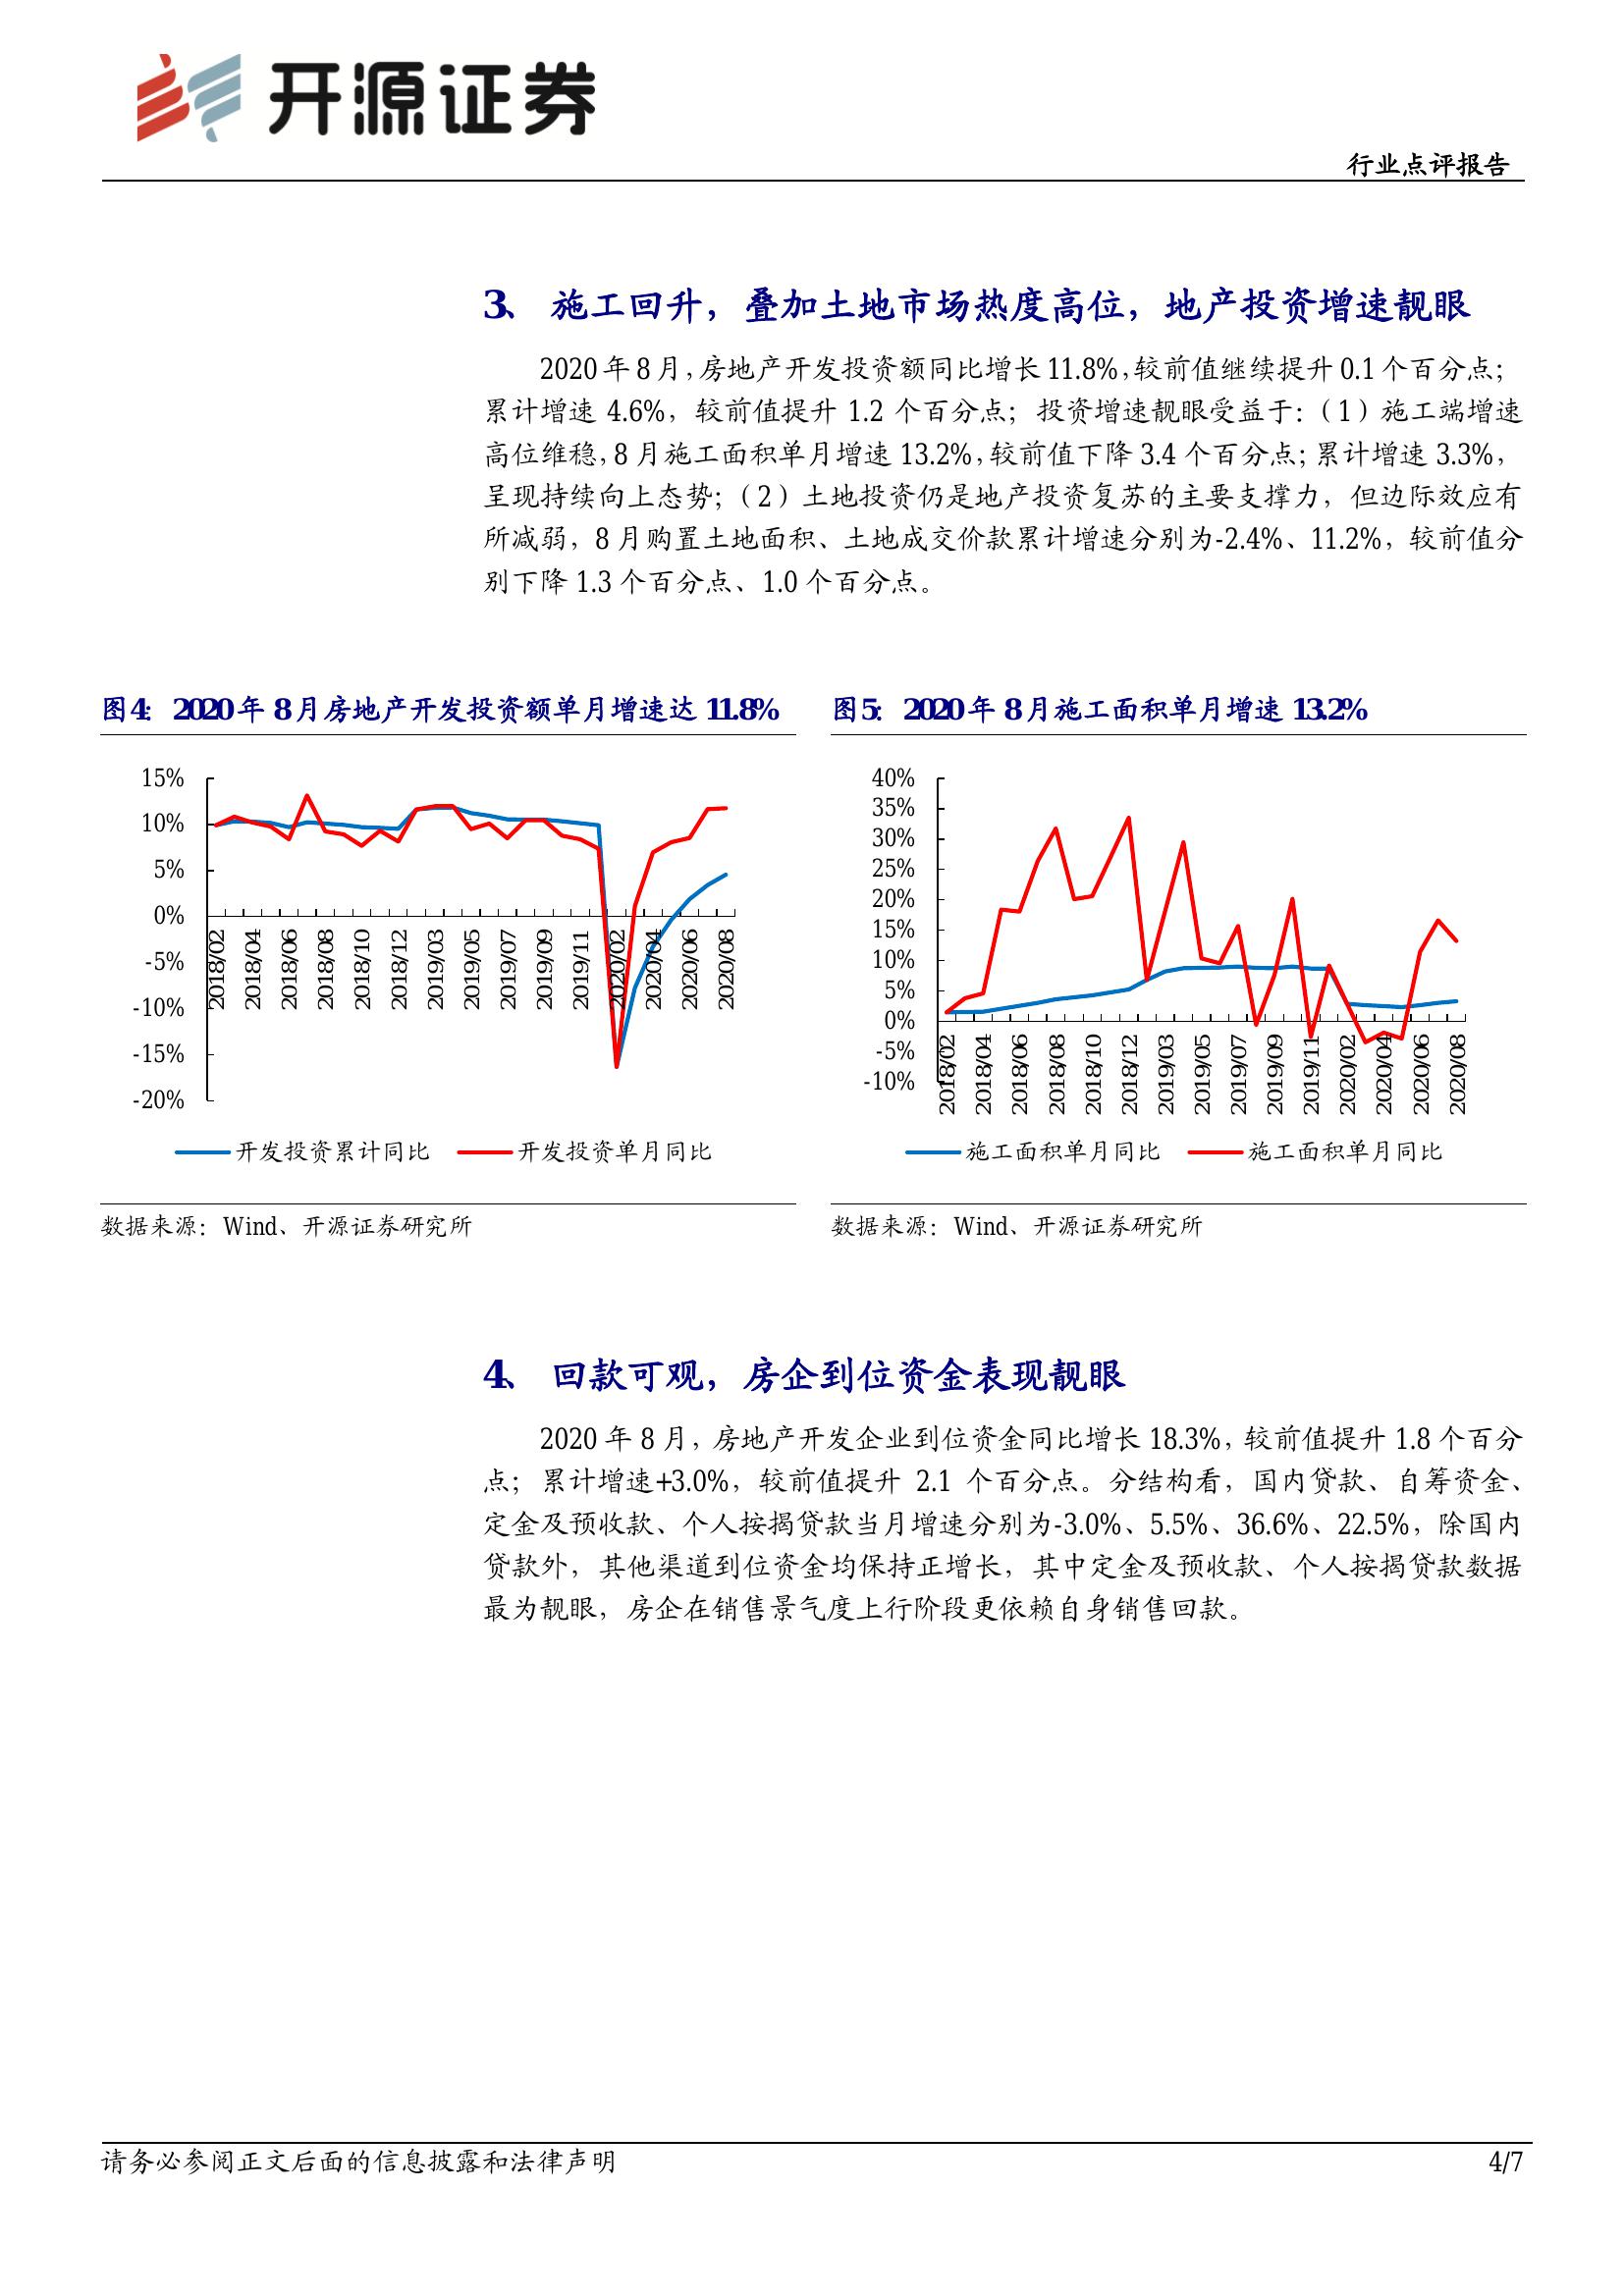 开源证券
行业点评报告
3、 施工回升，叠加土地市场热度高位，地产投资增速靓眼
2020 年 8 月，房地产开发投资额同比增长 11.8%，较前值继续提升 0.1 个百分点；
累计增速 4.6%，较前值提升 1.2 个百分点；投资增速靓眼受益于：（1）施工端增速
高位维稳，8 月施工面积单月增速 13.2%，较前值下降 3.4 个百分点；累计增速 3.3%，
呈现持续向上态势；（2）土地投资仍是地产投资复苏的主要支撑力，但边际效应有
所减弱，8 月购置土地面积、土地成交价款累计增速分别为-2.4%、11.2%，较前值分
别下降 1.3 个百分点、1.0 个百分点。
图4： 2020 年 8 月房地产开发投资额单月增速达 11.8%
15%
10%
5%
0%
-5%
-10%
-15%
-20%
2018/02
2018/04
2018/06
2018/08
2018/10
2018/12
2019/03
2019/05
2019/07
2019/09
2019/11
2020/02
2020/04
2020/06
2020/08
开发投资累计同比 开发投资单月同比
数据来源：Wind、开源证券研究所
图5： 2020 年 8 月施工面积单月增速 13.2%
40%
35%
30%
25%
20%
15%
10%
5%
0%
-5%
-10%
2018/02
2018/04
2018/06
2018/08
2018/10
2018/12
2019/03
2019/05
2019/07
2019/09
2019/11
2020/02
2020/04
2020/06
2020/08
施工面积单月同比 施工面积单月同比
数据来源：Wind、开源证券研究所
4、 回款可观，房企到位资金表现靓眼
2020 年 8 月，房地产开发企业到位资金同比增长 18.3%，较前值提升 1.8 个百分
点； 累计增速+3.0%，较前值提升 2.1 个百分点。分结构看，国内贷款、自筹资金、
定金及预收款、个人按揭贷款当月增速分别为-3.0%、5.5%、36.6%、22.5%，除国内
贷款外，其他渠道到位资金均保持正增长，其中定金及预收款、个人按揭贷款数据
最为靓眼，房企在销售景气度上行阶段更依赖自身销售回款。
请务必参阅正文后面的信息披露和法律声明
4/7